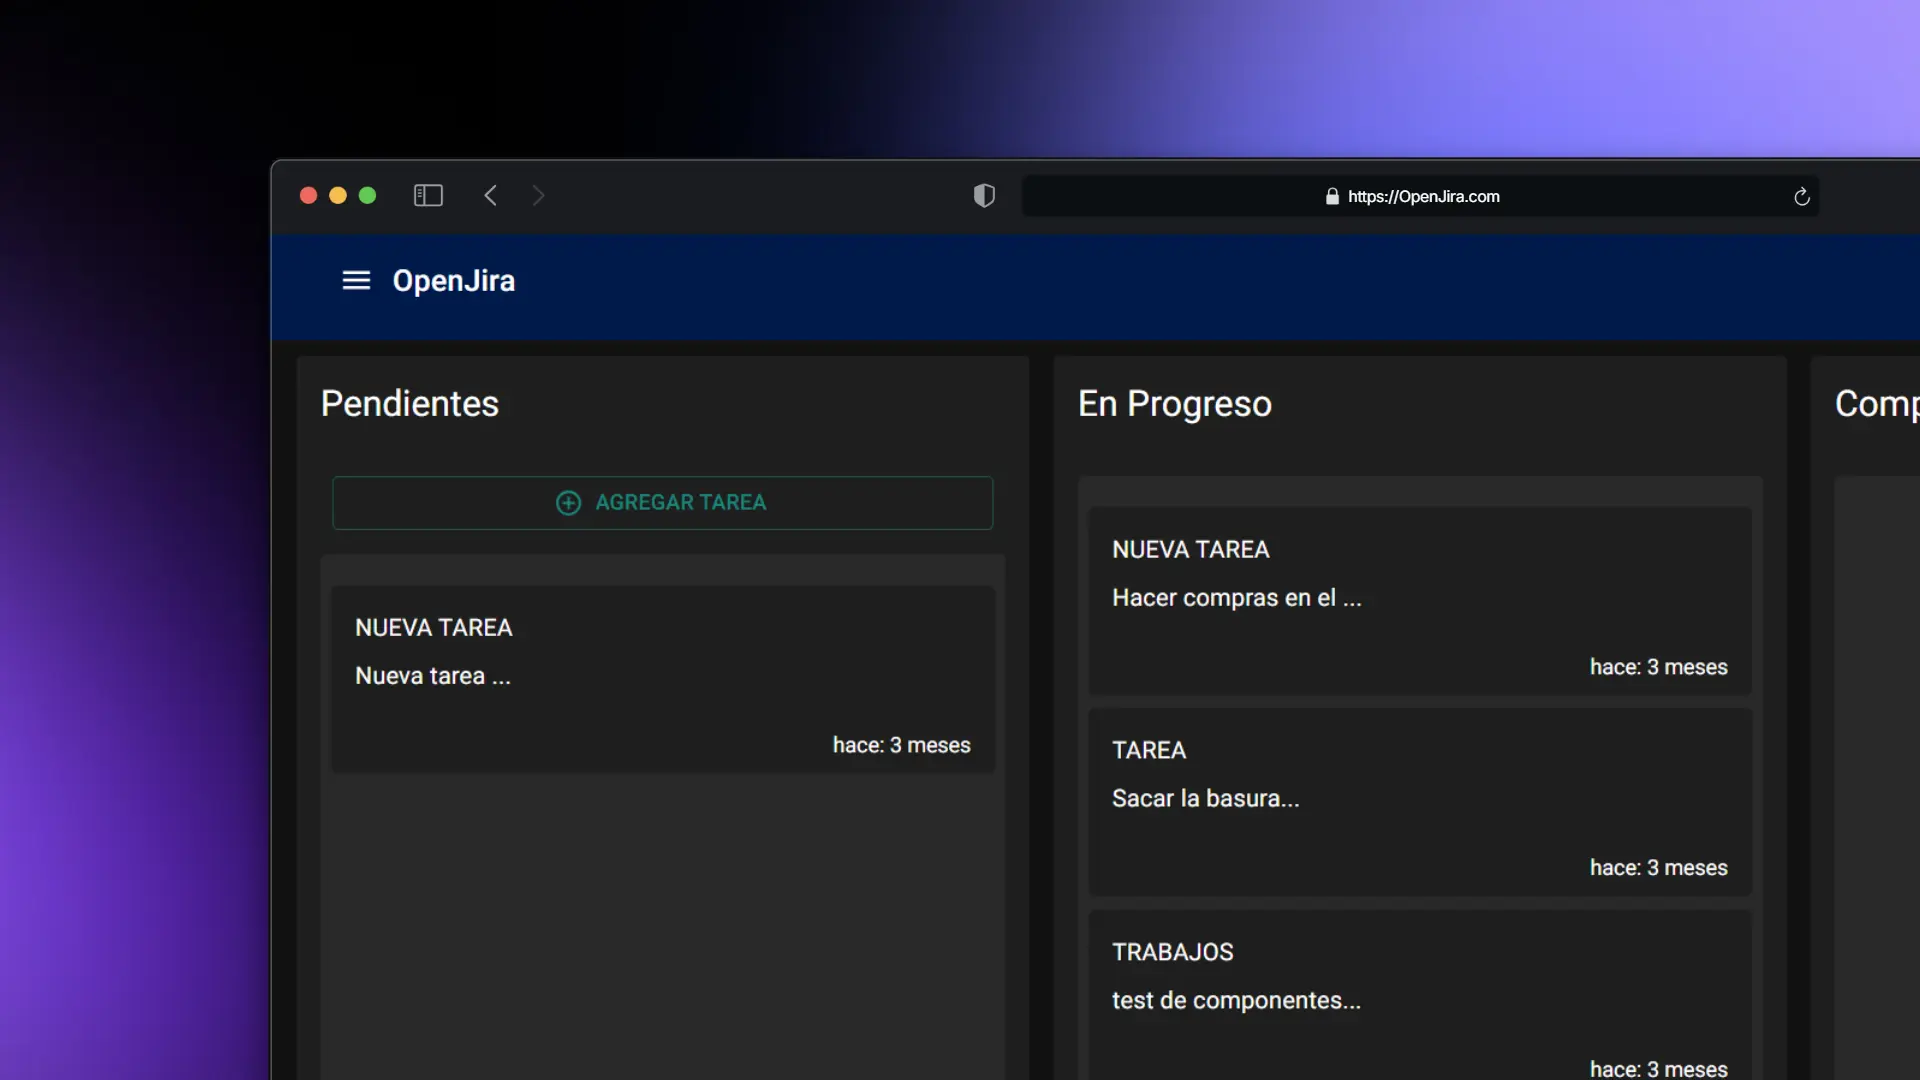 https://OpenJira.com
OpenJira
Pendientes
AGREGAR TAREA
NUEVA TAREA
Nueva tarea ...
hace: 3 meses
En Progreso
NUEVA TAREA
Hacer compras en el ...
hace: 3 meses
TAREA
Sacar la basura...
hace: 3 meses
TRABAJOS
test de componentes...
hace: 3 meses